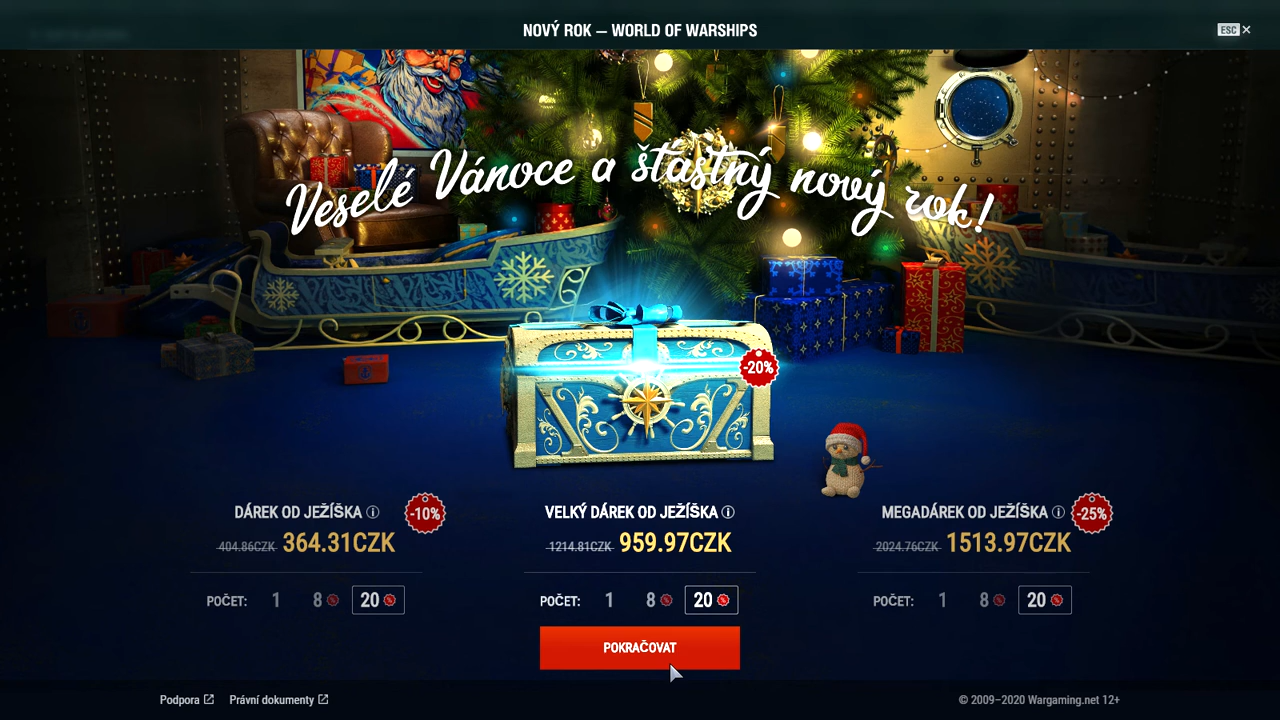 NOVÝ ROK – WORLD OF WARSHIPS
ESC ×
Veselé Vánoce a šťastný nový rok!
-20%
DÁREK OD JEŽÍŠKA
-10%
404.86CZK 364.31CZK
POČET: 1 8 20
VELKÝ DÁREK OD JEŽÍŠKA
1214.81CZK 959.97CZK
POČET: 1 8 20
MEGADÁREK OD JEŽÍŠKA
-25%
2024.76CZK 1513.97CZK
POČET: 1 8 20
POKRAČOVAT
Podpora Právní dokumenty
© 2009–2020 Wargaming.net 12+